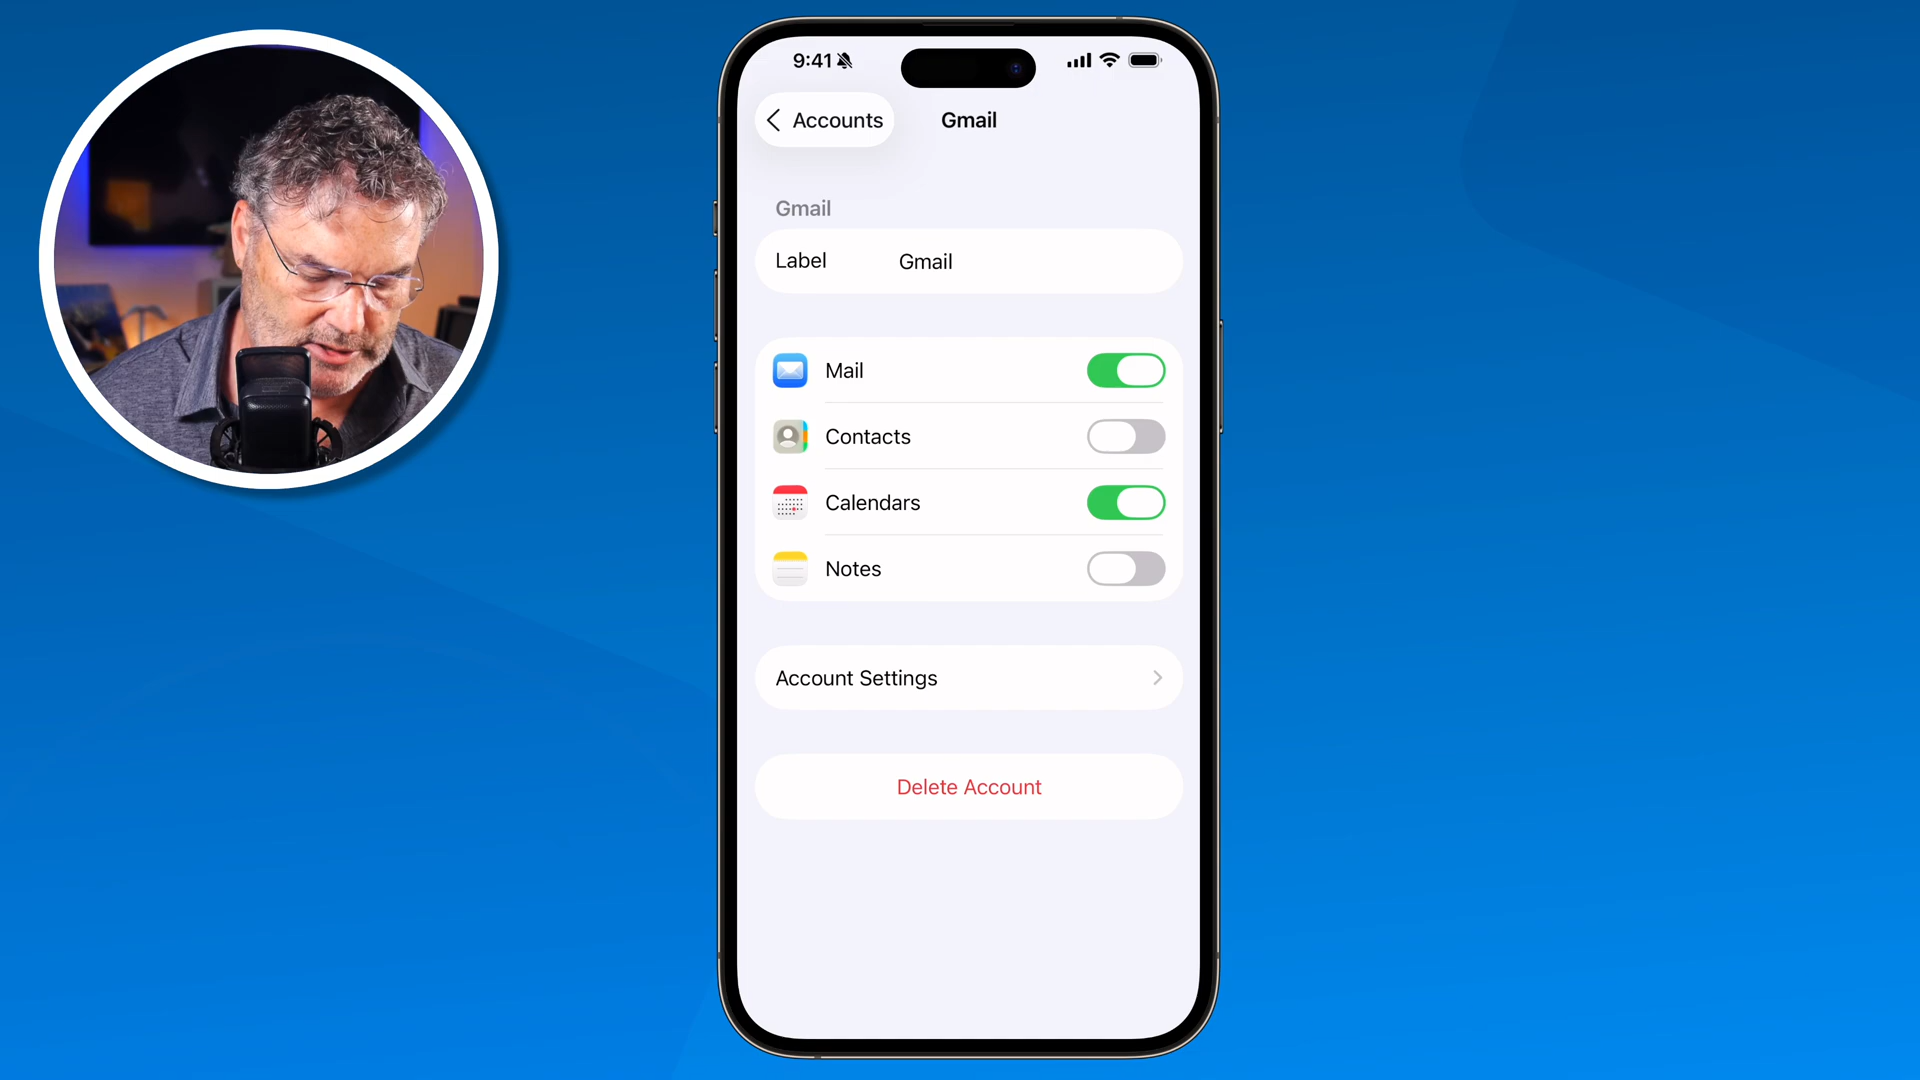 9:41
Accounts
Gmail
Gmail
Label Gmail
Mail
Contacts
Calendars
Notes
Account Settings
Delete Account